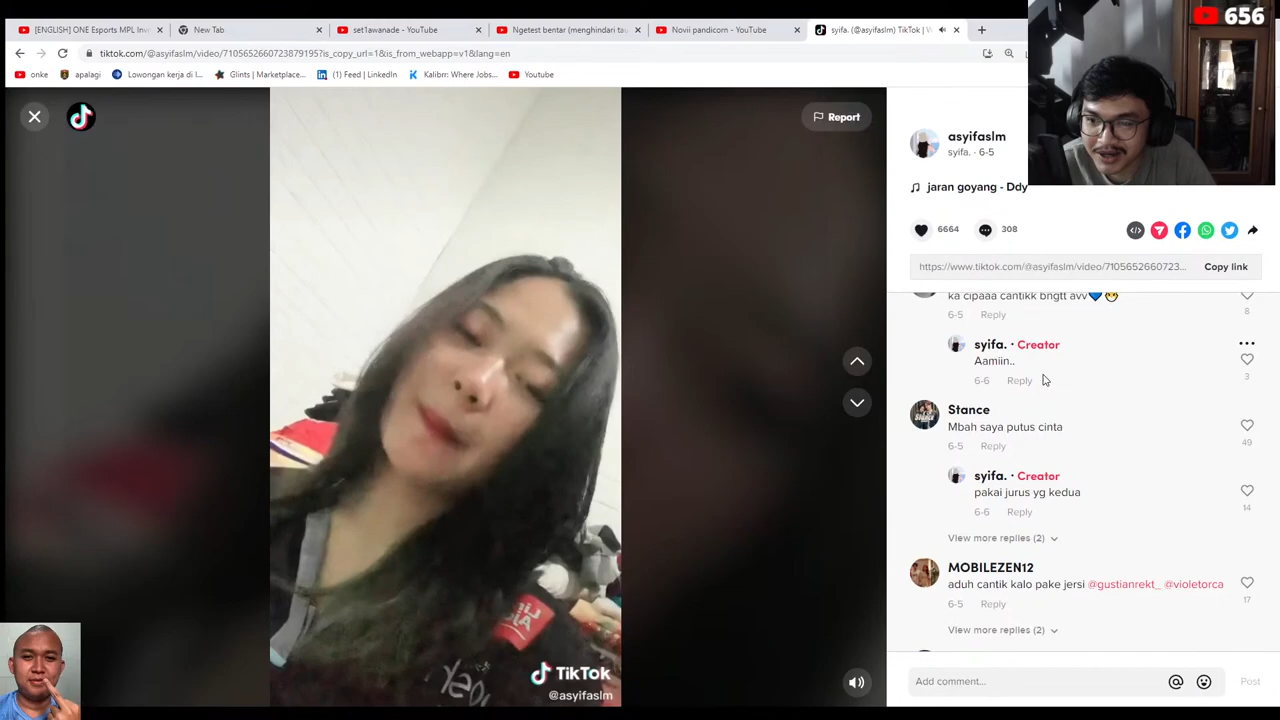 [ENGLISH] ONE Esports MPL Inv
New Tab
set1awanade - YouTube
Ngetest bentar (menghindari ta
Novii pandicorn - YouTube
syifa. (@asyifaslm) TikTok | W
656
tiktok.com/@asyifaslm/video/7105652660723879195?is_copy_url=1&is_from_webapp=v1&lang=en
onke
apalagi
Lowongan kerja di I...
Glints | Marketplace...
(1) Feed | LinkedIn
Kalibrr: Where Jobs...
Youtube
Report
asyifaslm
syifa. · 6-5
jaran goyang - Ddy
6664
308
https://www.tiktok.com/@asyifaslm/video/7105652660723...
Copy link
ka cipaaa cantikk bngtt avv💙
6-5 Reply
8
syifa. · Creator
Aamiin..
6-6 Reply
3
Stance
Mbah saya putus cinta
6-5 Reply
49
syifa. · Creator
pakai jurus yg kedua
6-6 Reply
14
View more replies (2)
MOBILEZEN12
aduh cantik kalo pake jersi @gustianrekt_ @violetorca
6-5 Reply
17
View more replies (2)
TikTok
@asyifaslm
Add comment...
Post